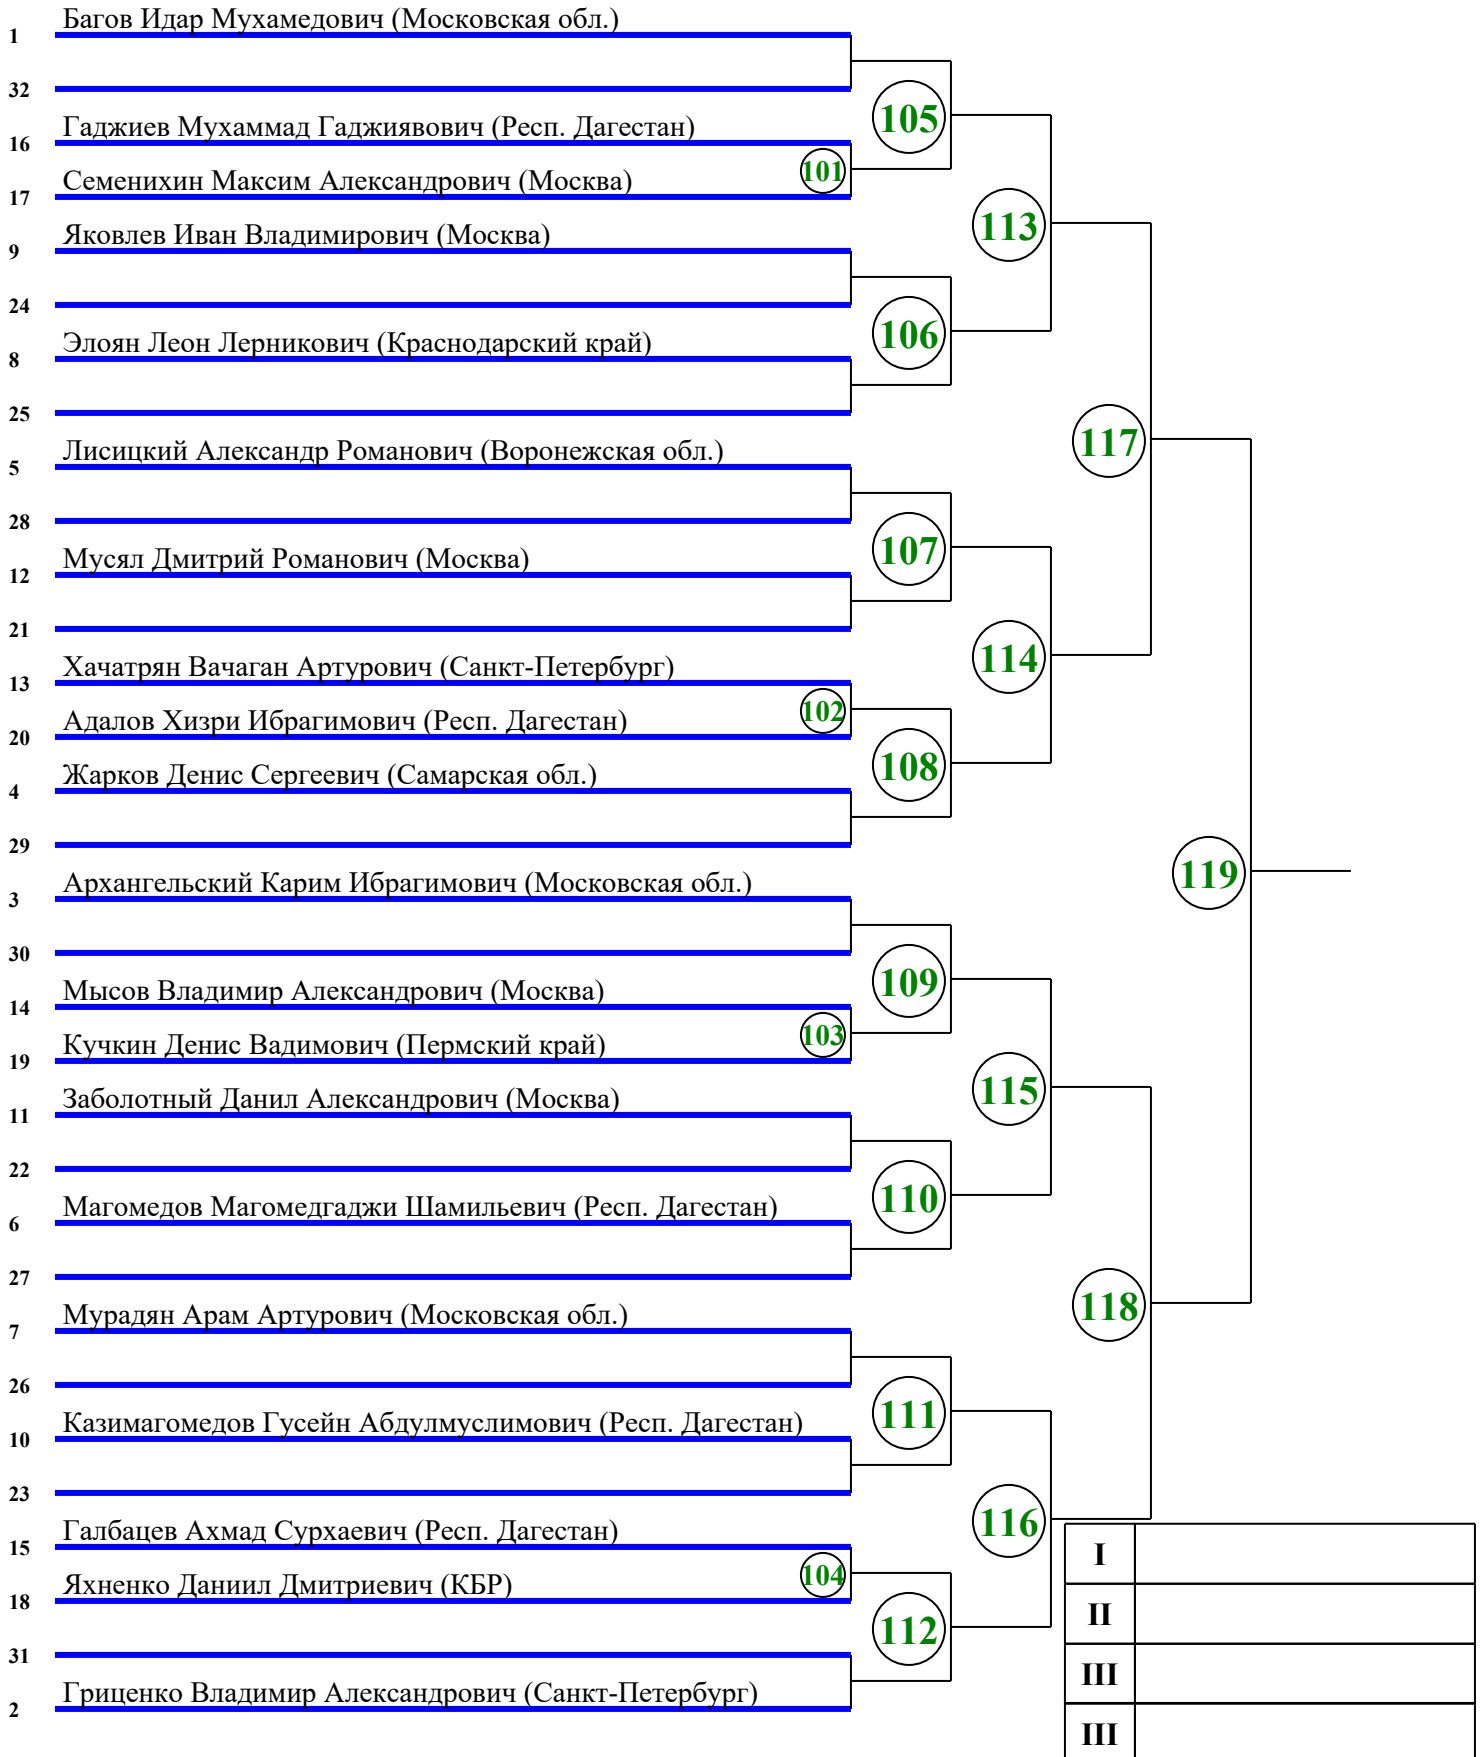 Багов Идар Мухамедович (Московская обл.)
1
32
105
Гаджиев Мухаммад Гаджиявович (Респ. Дагестан)
16
101
Семенихин Максим Александрович (Москва)
17
113
Яковлев Иван Владимирович (Москва)
9
24
106
Элоян Леон Лерникович (Краснодарский край)
8
25
117
Лисицкий Александр Романович (Воронежская обл.)
5
28
107
Мусял Дмитрий Романович (Москва)
12
21
114
Хачатрян Вачаган Артурович (Санкт-Петербург)
13
102
Адалов Хизри Ибрагимович (Респ. Дагестан)
20
108
Жарков Денис Сергеевич (Самарская обл.)
4
29
119
Архангельский Карим Ибрагимович (Московская обл.)
3
30
109
Мысов Владимир Александрович (Москва)
14
103
Кучкин Денис Вадимович (Пермский край)
19
115
Заболотный Данил Александрович (Москва)
11
22
110
Магомедов Магомедгаджи Шамильевич (Респ. Дагестан)
6
27
118
Мурадян Арам Артурович (Московская обл.)
7
26
111
Казимагомедов Гусейн Абдулмуслимович (Респ. Дагестан)
10
23
116
Галбацев Ахмад Сурхаевич (Респ. Дагестан)
15
104
Яхненко Даниил Дмитриевич (КБР)
18
112
31
Гриценко Владимир Александрович (Санкт-Петербург)
2
I
II
III
III